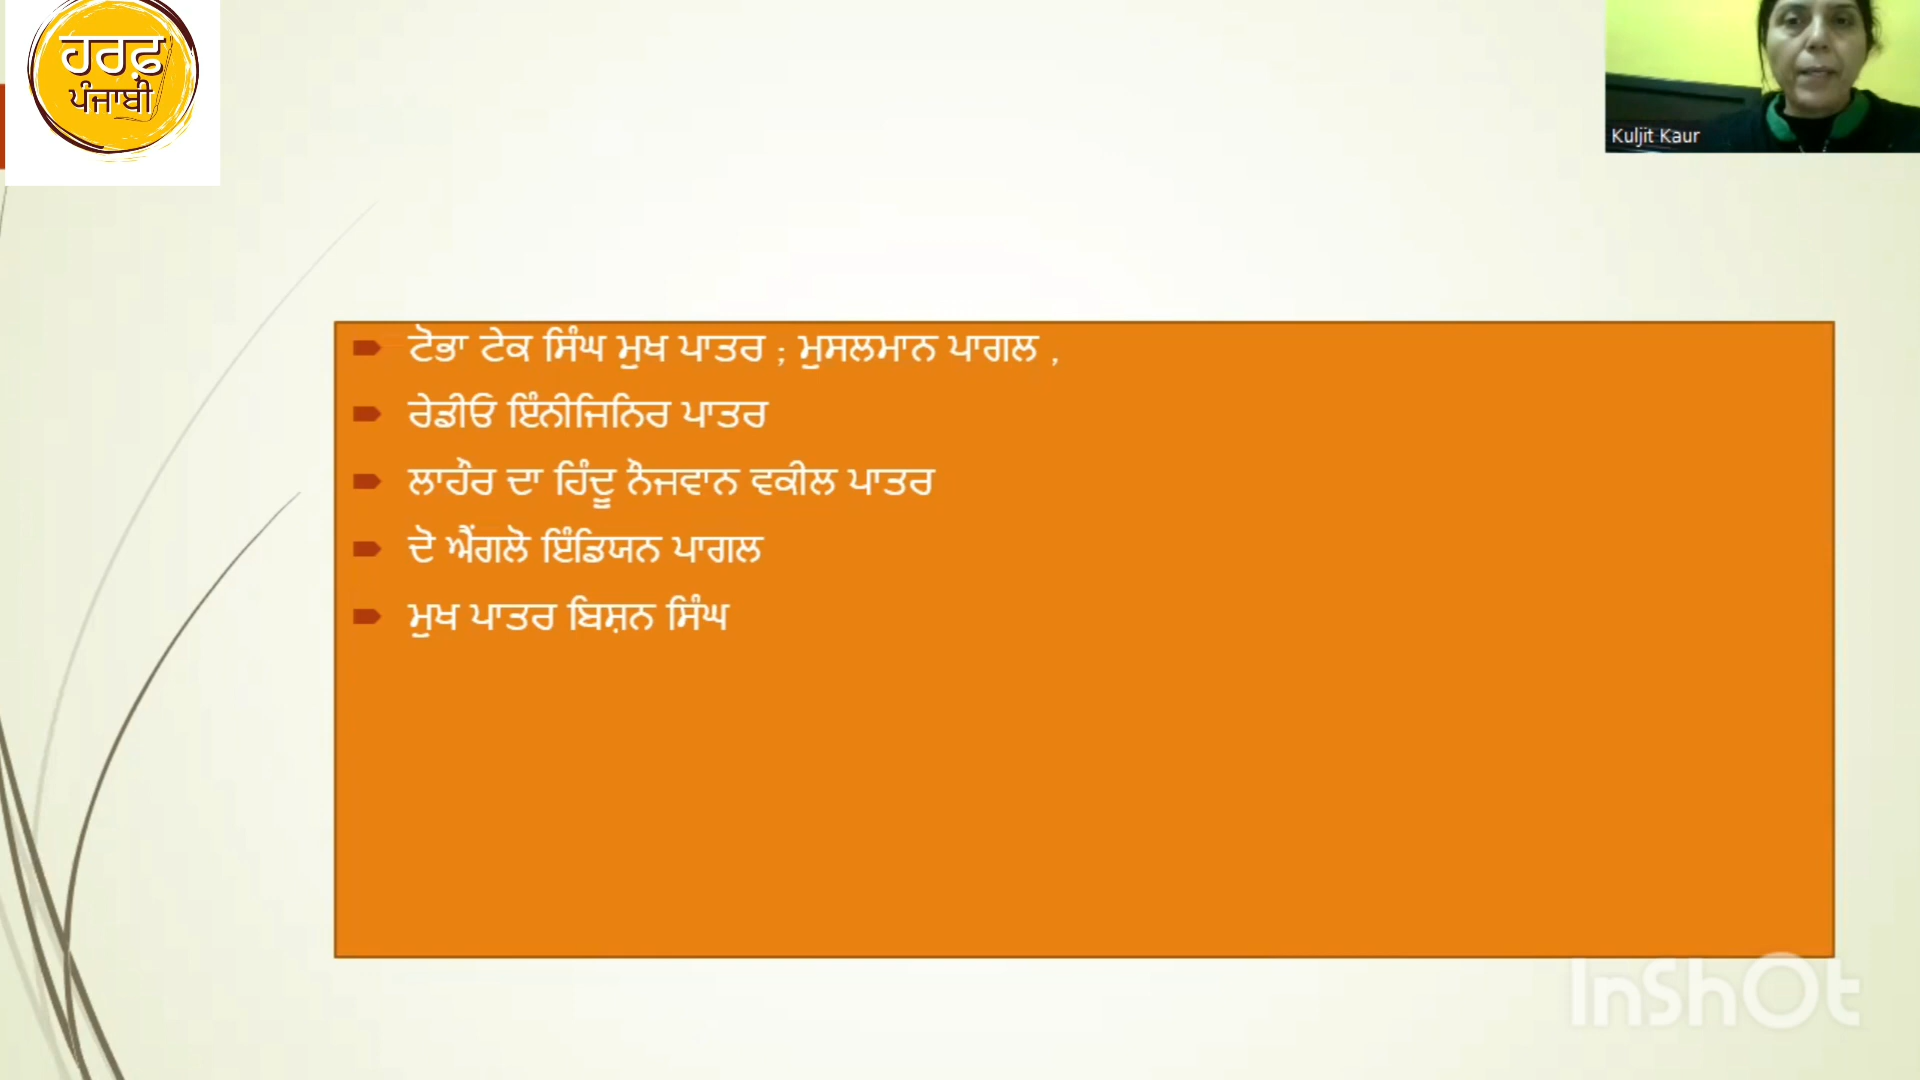 ਹਰਫ਼
ਪੰਜਾਬੀ
Kuljit Kaur
ਟੋਭਾ ਟੇਕ ਸਿੰਘ ਮੁਖ ਪਾਤਰ ; ਮੁਸਲਮਾਨ ਪਾਗਲ ,
ਰੇਡੀਓ ਇੰਨੀਜਿਨਿਰ ਪਾਤਰ
ਲਾਹੌਰ ਦਾ ਹਿੰਦੂ ਨੌਜਵਾਨ ਵਕੀਲ ਪਾਤਰ
ਦੋ ਐਂਗਲੋ ਇੰਡਿਯਨ ਪਾਗਲ
ਮੁਖ ਪਾਤਰ ਬਿਸ਼ਨ ਸਿੰਘ
InShOt